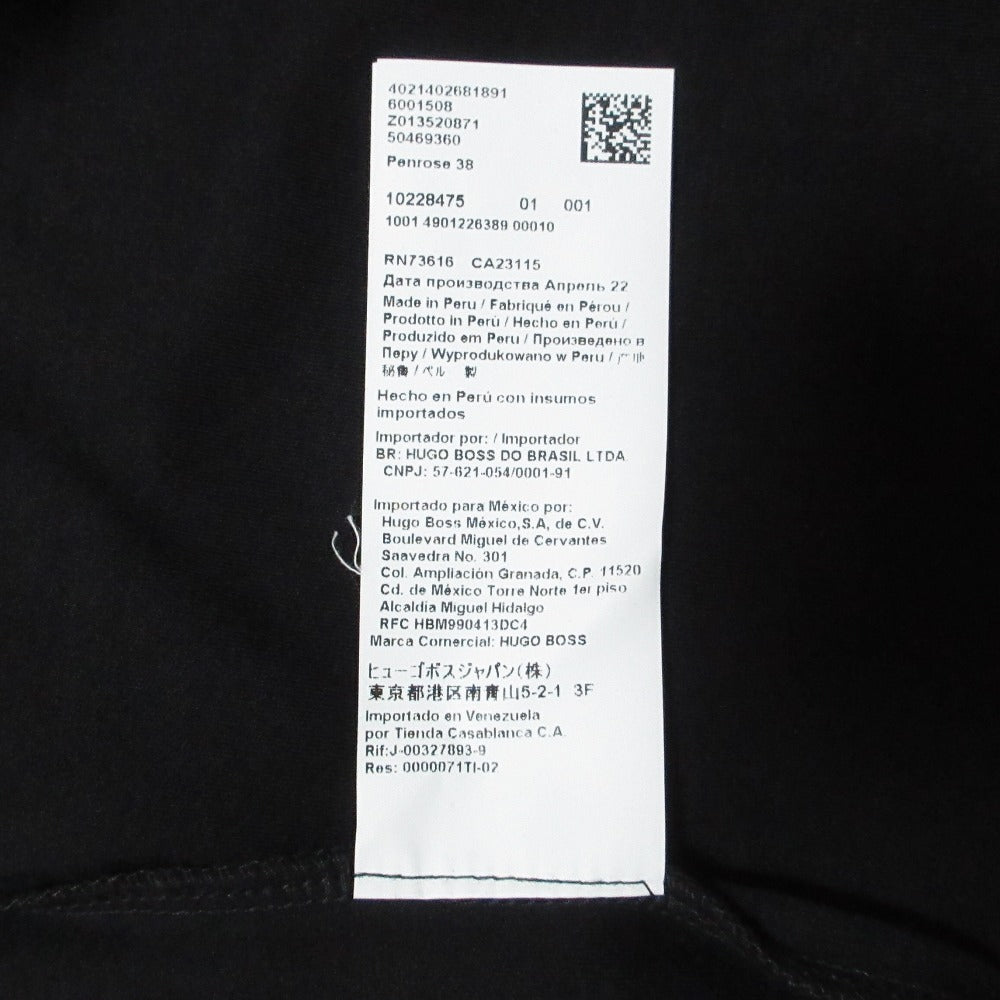 4021402681891
6001508
Z013520871
50469360
Penrose 38
10228475 01 001
1001 4901226389 00010
RN73616 CA23115
Дата производства Апрель 22
Made in Peru / Fabriqué en Pérou /
Prodotto in Perú / Hecho en Perú /
Produzido em Peru / Произведено в
Перу / Wyprodukowano w Peru / 产地
秘鲁 / ペルー 製
Hecho en Perú con insumos
importados
Importador por: / Importador
BR: HUGO BOSS DO BRASIL LTDA
CNPJ: 57-621-054/0001-91
Importado para México por:
Hugo Boss México,S.A, de C.V.
Boulevard Miguel de Cervantes
Saavedra No. 301
Col. Ampliación Granada, C.P. 11520
Cd. de México Torre Norte 1er piso
Alcaldia Miguel Hidalgo
RFC HBM990413DC4
Marca Comercial: HUGO BOSS
ヒューゴボスジャパン(株)
東京都港区南青山5-2-1 3F
Importado en Venezuela
por Tienda Casablanca C.A.
Rif:J-00327893-9
Res: 0000071TI-02